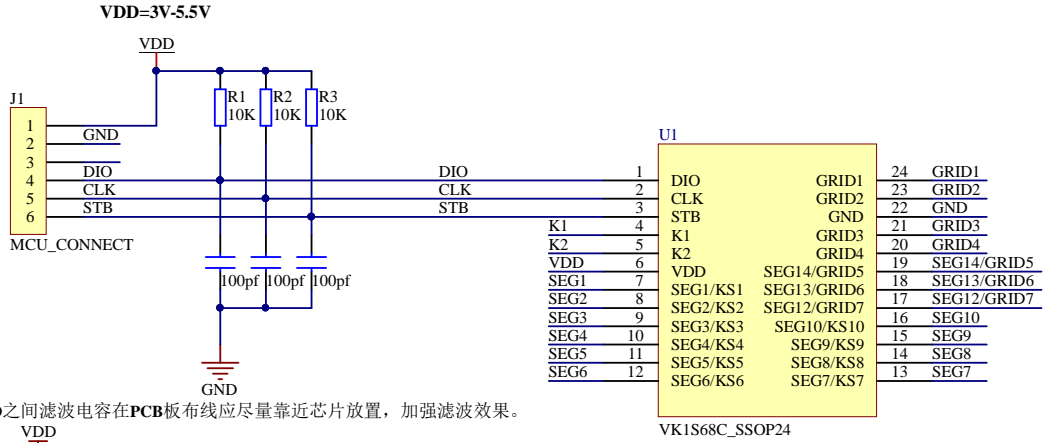 VDD=3V-5.5V
VDD
J1
1
2 GND
3
4 DIO
5 CLK
6 STB
MCU_CONNECT
R1 10K
R2 10K
R3 10K
DIO
CLK
STB
100pf 100pf 100pf
GND
U1
1 DIO
2 CLK
3 STB
K1 4 K1
K2 5 K2
VDD 6 VDD
SEG1 7 SEG1/KS1
SEG2 8 SEG2/KS2
SEG3 9 SEG3/KS3
SEG4 10 SEG4/KS4
SEG5 11 SEG5/KS5
SEG6 12 SEG6/KS6
GRID1 24 GRID1
GRID2 23 GRID2
GND 22 GND
GRID3 21 GRID3
GRID4 20 GRID4
SEG14/GRID5 19 SEG14/GRID5
SEG13/GRID6 18 SEG13/GRID6
SEG12/GRID7 17 SEG12/GRID7
SEG10/KS10 16 SEG10
SEG9/KS9 15 SEG9
SEG8/KS8 14 SEG8
SEG7/KS7 13 SEG7
VK1S68C_SSOP24
之间滤波电容在PCB板布线应尽量靠近芯片放置，加强滤波效果。
VDD